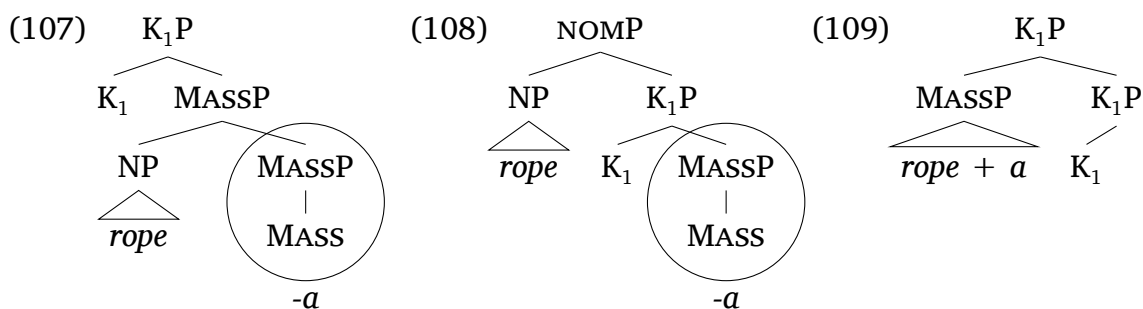 (107) K₁P (108) NOMP (109) K₁P
K₁ MASSP NP K₁P MASSP K₁P
NP MASSP rope K₁ MASSP rope + a K₁
rope MASS MASS
-a -a